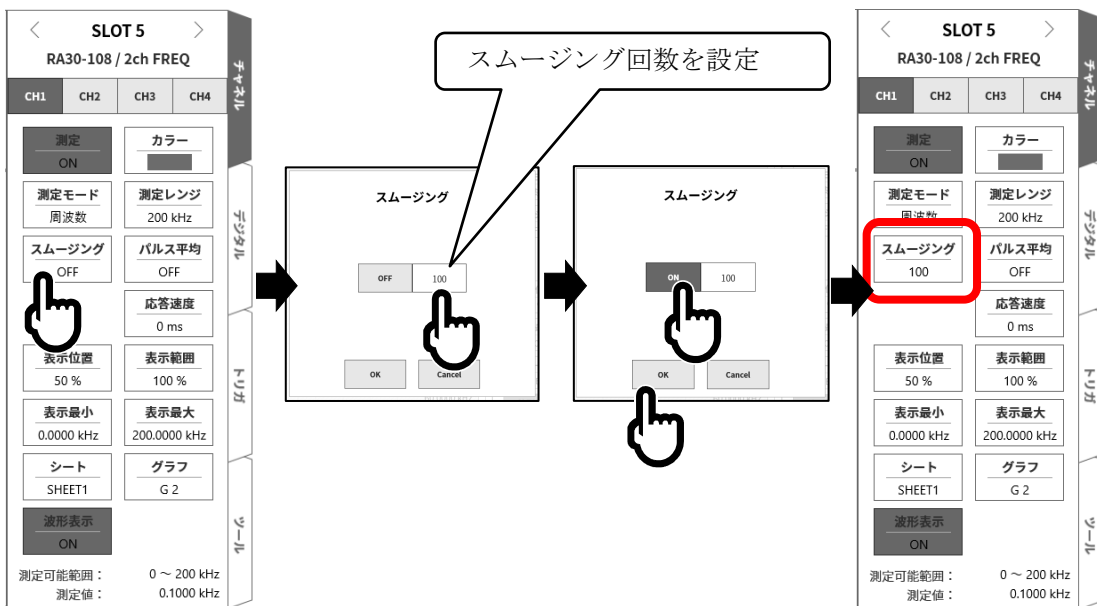 SLOT 5
RA30-108 / 2ch FREQ
CH1 CH2 CH3 CH4
測定 カラー
ON
測定モード 測定レンジ
周波数 200 kHz
スムージング パルス平均
OFF OFF
応答速度
0 ms
表示位置 表示範囲
50 % 100 %
表示最小 表示最大
0.0000 kHz 200.0000 kHz
シート グラフ
SHEET1 G 2
波形表示
ON
測定可能範囲： 0 ～ 200 kHz
測定値： 0.1000 kHz
チャネル
デジタル
トリガ
ツール
スムージング回数を設定
スムージング
OFF 100
OK Cancel
スムージング
ON 100
OK Cancel
SLOT 5
RA30-108 / 2ch FREQ
CH1 CH2 CH3 CH4
測定 カラー
ON
測定モード 測定レンジ
周波数 200 kHz
スムージング パルス平均
100 OFF
応答速度
0 ms
表示位置 表示範囲
50 % 100 %
表示最小 表示最大
0.0000 kHz 200.0000 kHz
シート グラフ
SHEET1 G 2
波形表示
ON
測定可能範囲： 0 ～ 200 kHz
測定値： 0.1000 kHz
チャネル
デジタル
トリガ
ツール